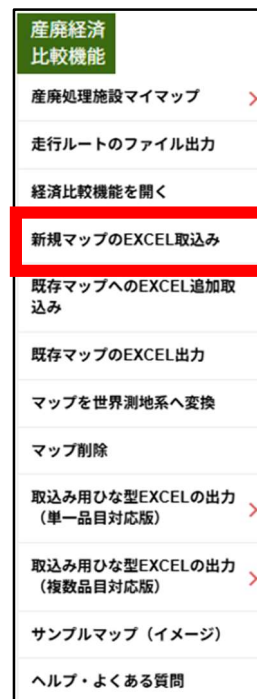 産廃経済
比較機能
産廃処理施設マイマップ
走行ルートのファイル出力
経済比較機能を開く
新規マップのEXCEL取込み
既存マップへのEXCEL追加取
込み
既存マップのEXCEL出力
マップを世界測地系へ変換
マップ削除
取込み用ひな型EXCELの出力
（単一品目対応版）
取込み用ひな型EXCELの出力
（複数品目対応版）
サンプルマップ（イメージ）
ヘルプ・よくある質問